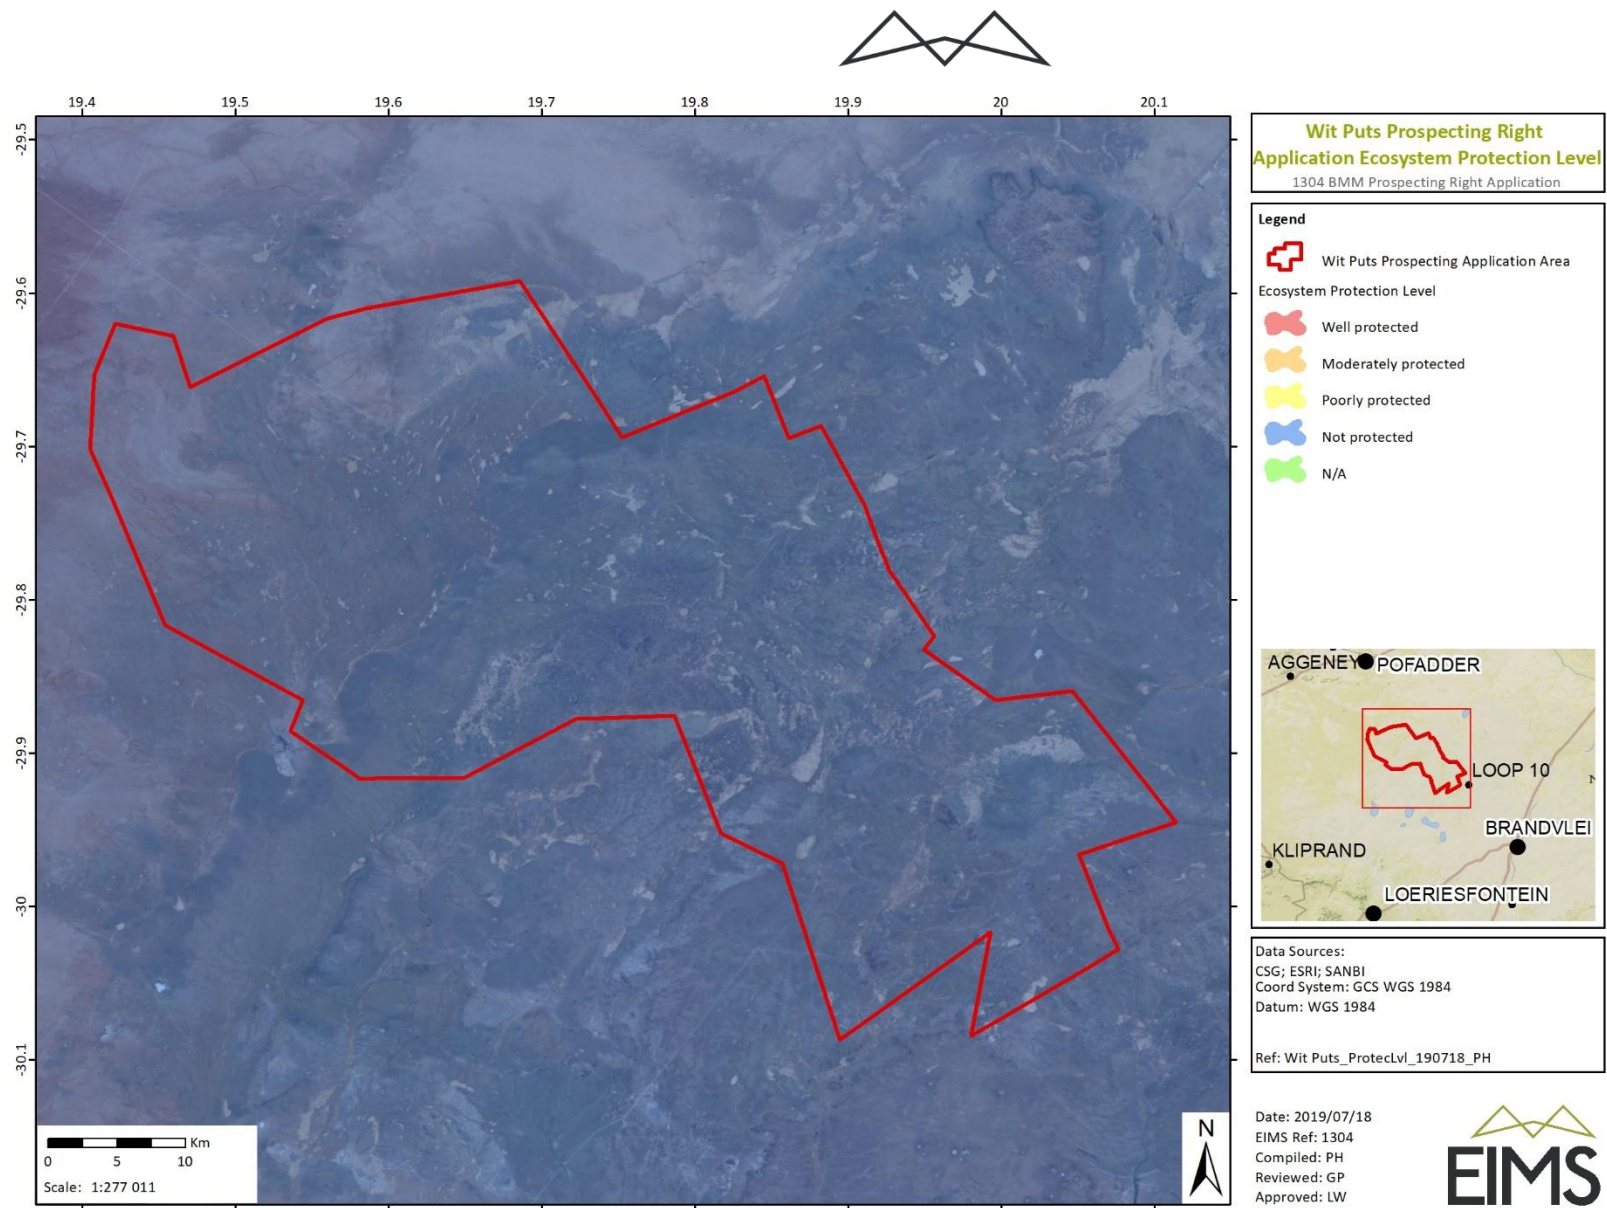 19.4 19.5 19.6 19.7 19.8 19.9 20 20.1
-29.5
-29.6
-29.7
-29.8
-29.9
-30
-30.1
Km
0 5 10
Scale: 1:277 011
N
Wit Puts Prospecting Right
Application Ecosystem Protection Level
1304 BMM Prospecting Right Application
Legend
Wit Puts Prospecting Application Area
Ecosystem Protection Level
Well protected
Moderately protected
Poorly protected
Not protected
N/A
AGGENEY
POFADDER
LOOP 10
BRANDVLEI
KLIPRAND
LOERIESFONTEIN
Data Sources:
CSG; ESRI; SANBI
Coord System: GCS WGS 1984
Datum: WGS 1984
Ref: Wit Puts_ProtecLvl_190718_PH
Date: 2019/07/18
EIMS Ref: 1304
Compiled: PH
Reviewed: GP
Approved: LW
EIMS